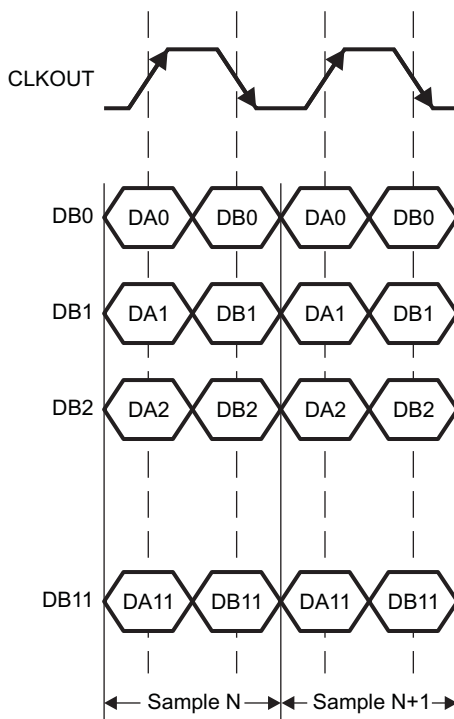 CLKOUT
DB0 DA0 DB0 DA0 DB0
DB1 DA1 DB1 DA1 DB1
DB2 DA2 DB2 DA2 DB2
DB11 DA11 DB11 DA11 DB11
Sample N Sample N+1